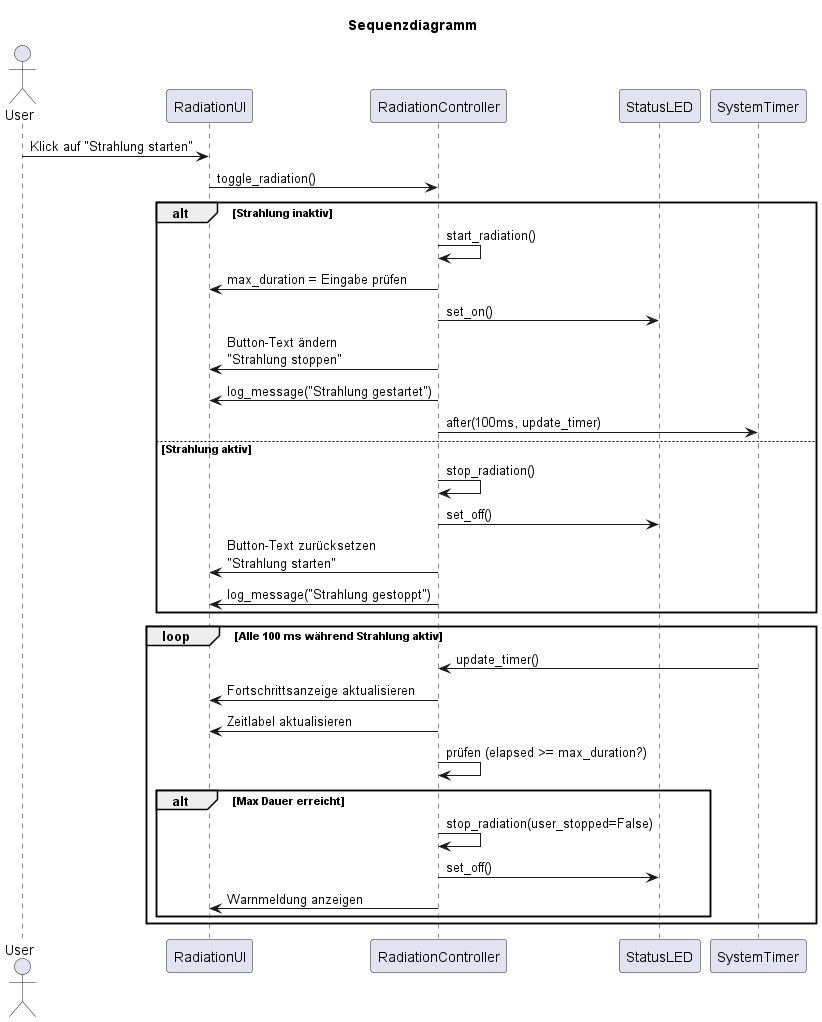 Sequenzdiagramm
User
RadiationUI
RadiationController
StatusLED
SystemTimer
Klick auf "Strahlung starten"
toggle_radiation()
alt
[Strahlung inaktiv]
start_radiation()
max_duration = Eingabe prüfen
set_on()
Button-Text ändern
"Strahlung stoppen"
log_message("Strahlung gestartet")
after(100ms, update_timer)
[Strahlung aktiv]
stop_radiation()
set_off()
Button-Text zurücksetzen
"Strahlung starten"
log_message("Strahlung gestoppt")
loop
[Alle 100 ms während Strahlung aktiv]
update_timer()
Fortschrittsanzeige aktualisieren
Zeitlabel aktualisieren
prüfen (elapsed >= max_duration?)
alt
[Max Dauer erreicht]
stop_radiation(user_stopped=False)
set_off()
Warnmeldung anzeigen
User
RadiationUI
RadiationController
StatusLED
SystemTimer